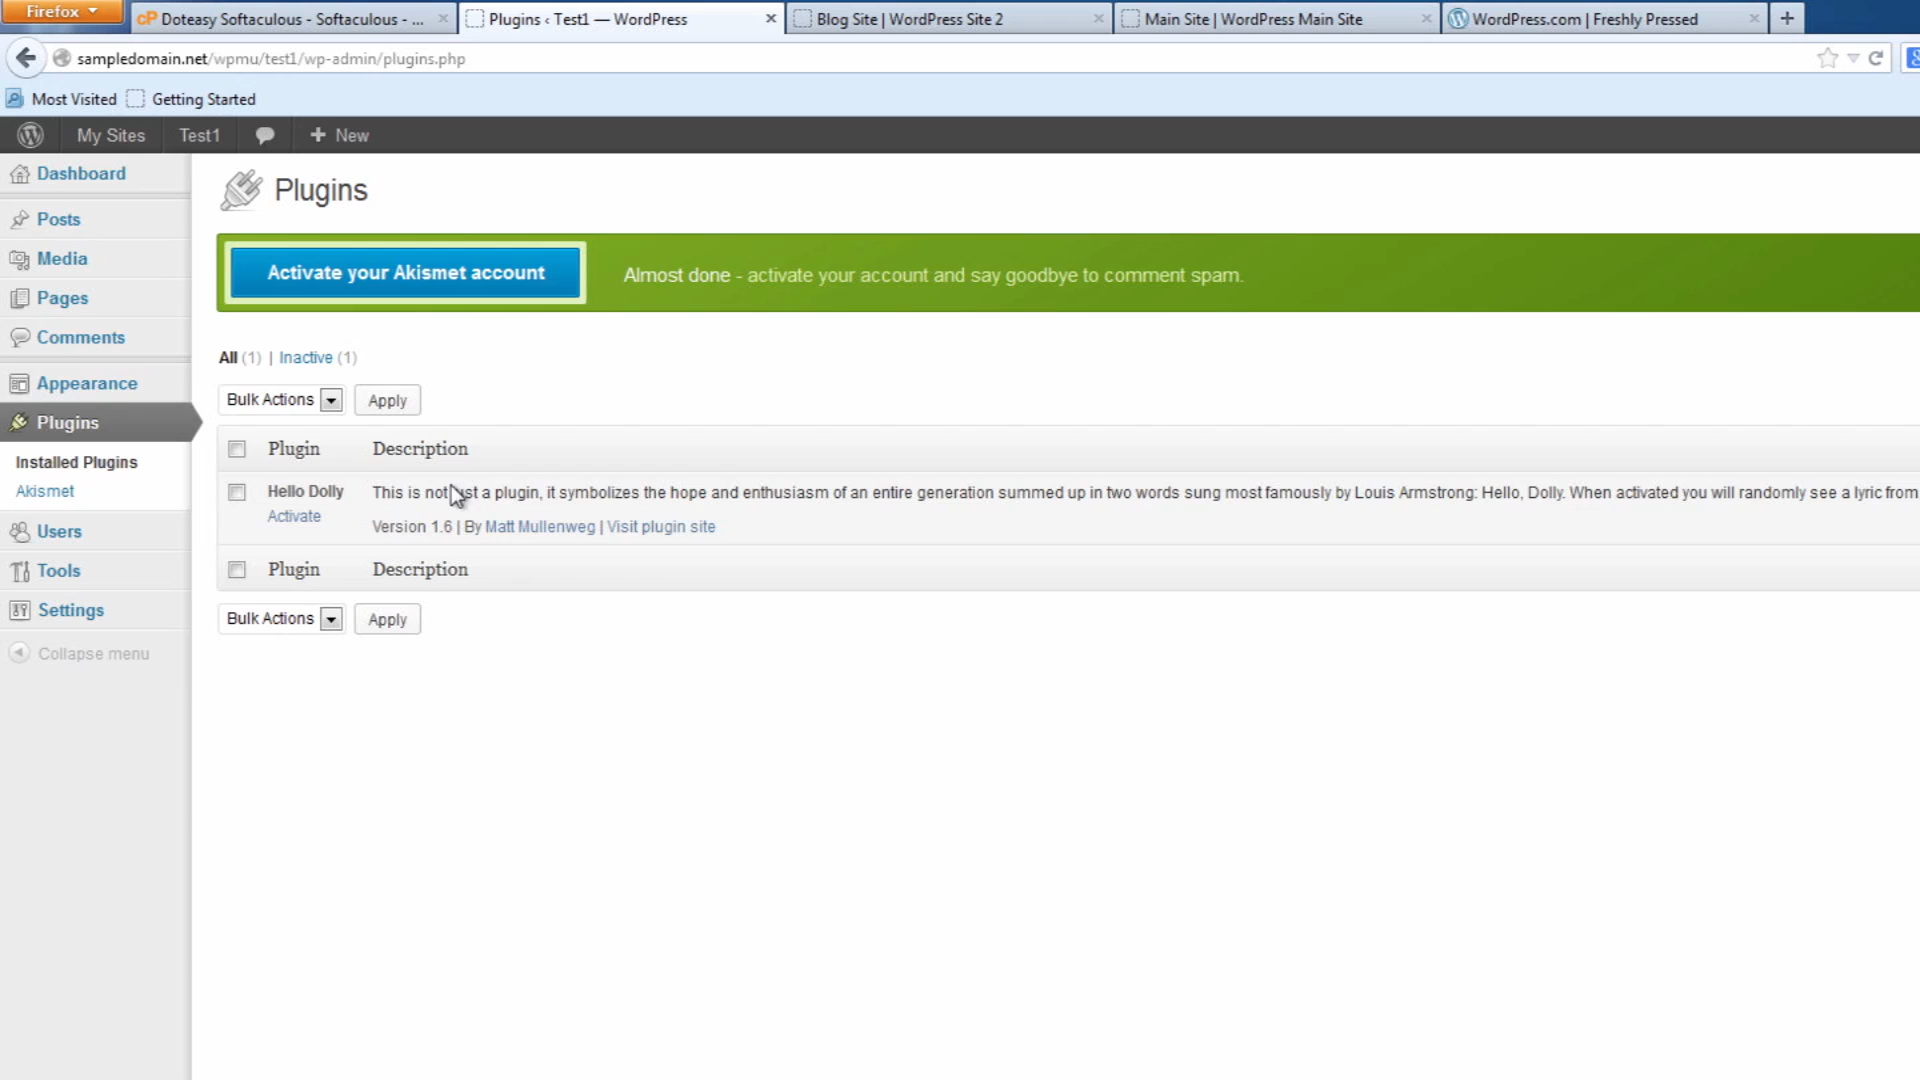 Firefox
cP Doteasy Softaculous - Softaculous - ...
Plugins ‹ Test1 — WordPress
Blog Site | WordPress Site 2
Main Site | WordPress Main Site
WordPress.com | Freshly Pressed
sampledomain.net/wpmu/test1/wp-admin/plugins.php
Most Visited
Getting Started
My Sites
Test1
+ New
Dashboard
Posts
Media
Pages
Comments
Appearance
Plugins
Installed Plugins
Akismet
Users
Tools
Settings
Collapse menu
Plugins
Activate your Akismet account
Almost done - activate your account and say goodbye to comment spam.
All (1) | Inactive (1)
Bulk Actions
Apply
Plugin
Description
Hello Dolly
Activate
This is not just a plugin, it symbolizes the hope and enthusiasm of an entire generation summed up in two words sung most famously by Louis Armstrong: Hello, Dolly. When activated you will randomly see a lyric from
Version 1.6 | By Matt Mullenweg | Visit plugin site
Plugin
Description
Bulk Actions
Apply